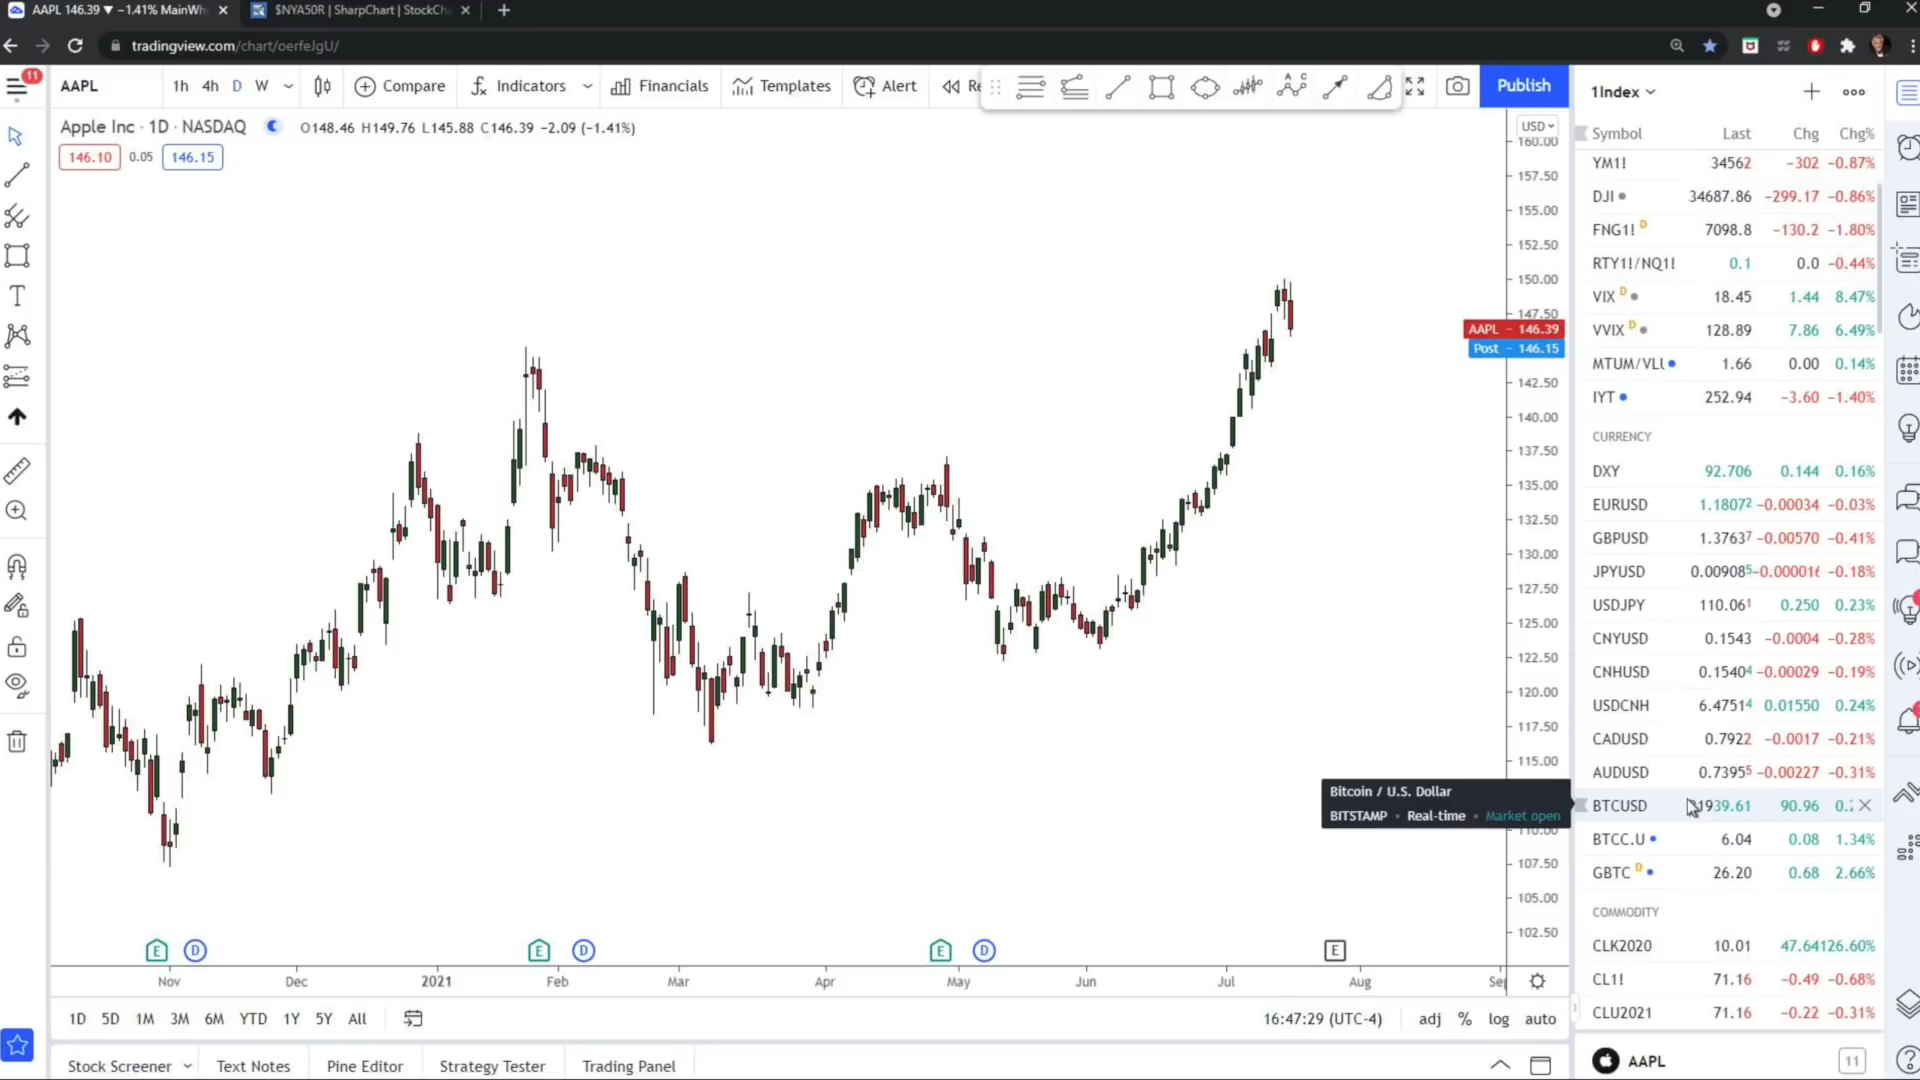 AAPL 146.39 ▼ −1.41% MainWh
$NYA50R | SharpChart | StockCh
tradingview.com/chart/oerfeJgU/
11
AAPL
1h 4h D W
Compare
Indicators
Financials
Templates
Alert
Re
Publish
1Index
Apple Inc · 1D · NASDAQ
O148.46 H149.76 L145.88 C146.39 −2.09 (−1.41%)
146.10 0.05 146.15
USD
160.00
157.50
155.00
152.50
150.00
147.50
AAPL − 146.39
Post − 146.15
142.50
140.00
137.50
135.00
132.50
130.00
127.50
125.00
122.50
120.00
117.50
115.00
110.00
107.50
105.00
102.50
Bitcoin / U.S. Dollar
BITSTAMP • Real-time • Market open
E D E D E D E
Nov Dec 2021 Feb Mar Apr May Jun Jul Aug
1D 5D 1M 3M 6M YTD 1Y 5Y All
16:47:29 (UTC-4) adj % log auto
Stock Screener Text Notes Pine Editor Strategy Tester Trading Panel
Symbol Last Chg Chg%
YM1! 34562 −302 −0.87%
DJI 34687.86 −299.17 −0.86%
FNG1! D 7098.8 −130.2 −1.80%
RTY1!/NQ1! 0.1 0.0 −0.44%
VIX D 18.45 1.44 8.47%
VVIX D 128.89 7.86 6.49%
MTUM/VLU 1.66 0.00 0.14%
IYT 252.94 −3.60 −1.40%
CURRENCY
DXY 92.706 0.144 0.16%
EURUSD 1.18072 −0.00034 −0.03%
GBPUSD 1.37637 −0.00570 −0.41%
JPYUSD 0.009085 −0.000016 −0.18%
USDJPY 110.061 0.250 0.23%
CNYUSD 0.1543 −0.0004 −0.28%
CNHUSD 0.15404 −0.00029 −0.19%
USDCNH 6.47514 0.01550 0.24%
CADUSD 0.7922 −0.0017 −0.21%
AUDUSD 0.73955 −0.00227 −0.31%
BTCUSD 1939.61 90.96
BTCC.U 6.04 0.08 1.34%
GBTC D 26.20 0.68 2.66%
COMMODITY
CLK2020 10.01 47.64 126.60%
CL1! 71.16 −0.49 −0.68%
CLU2021 71.16 −0.22 −0.31%
AAPL 11